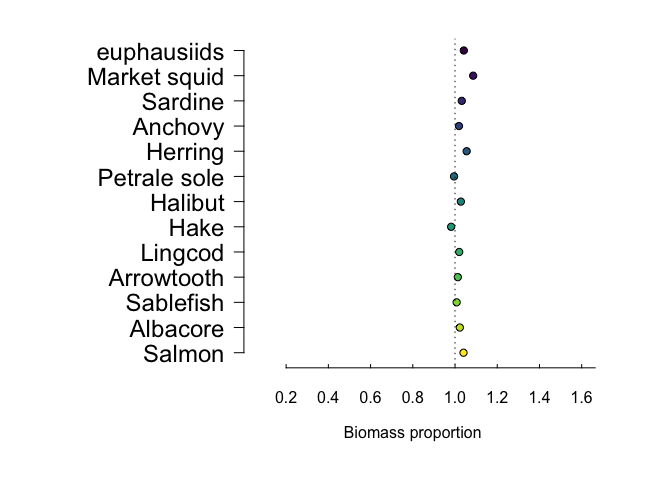 euphausiids
Market squid
Sardine
Anchovy
Herring
Petrale sole
Halibut
Hake
Lingcod
Arrowtooth
Sablefish
Albacore
Salmon
0.2 0.4 0.6 0.8 1.0 1.2 1.4 1.6
Biomass proportion